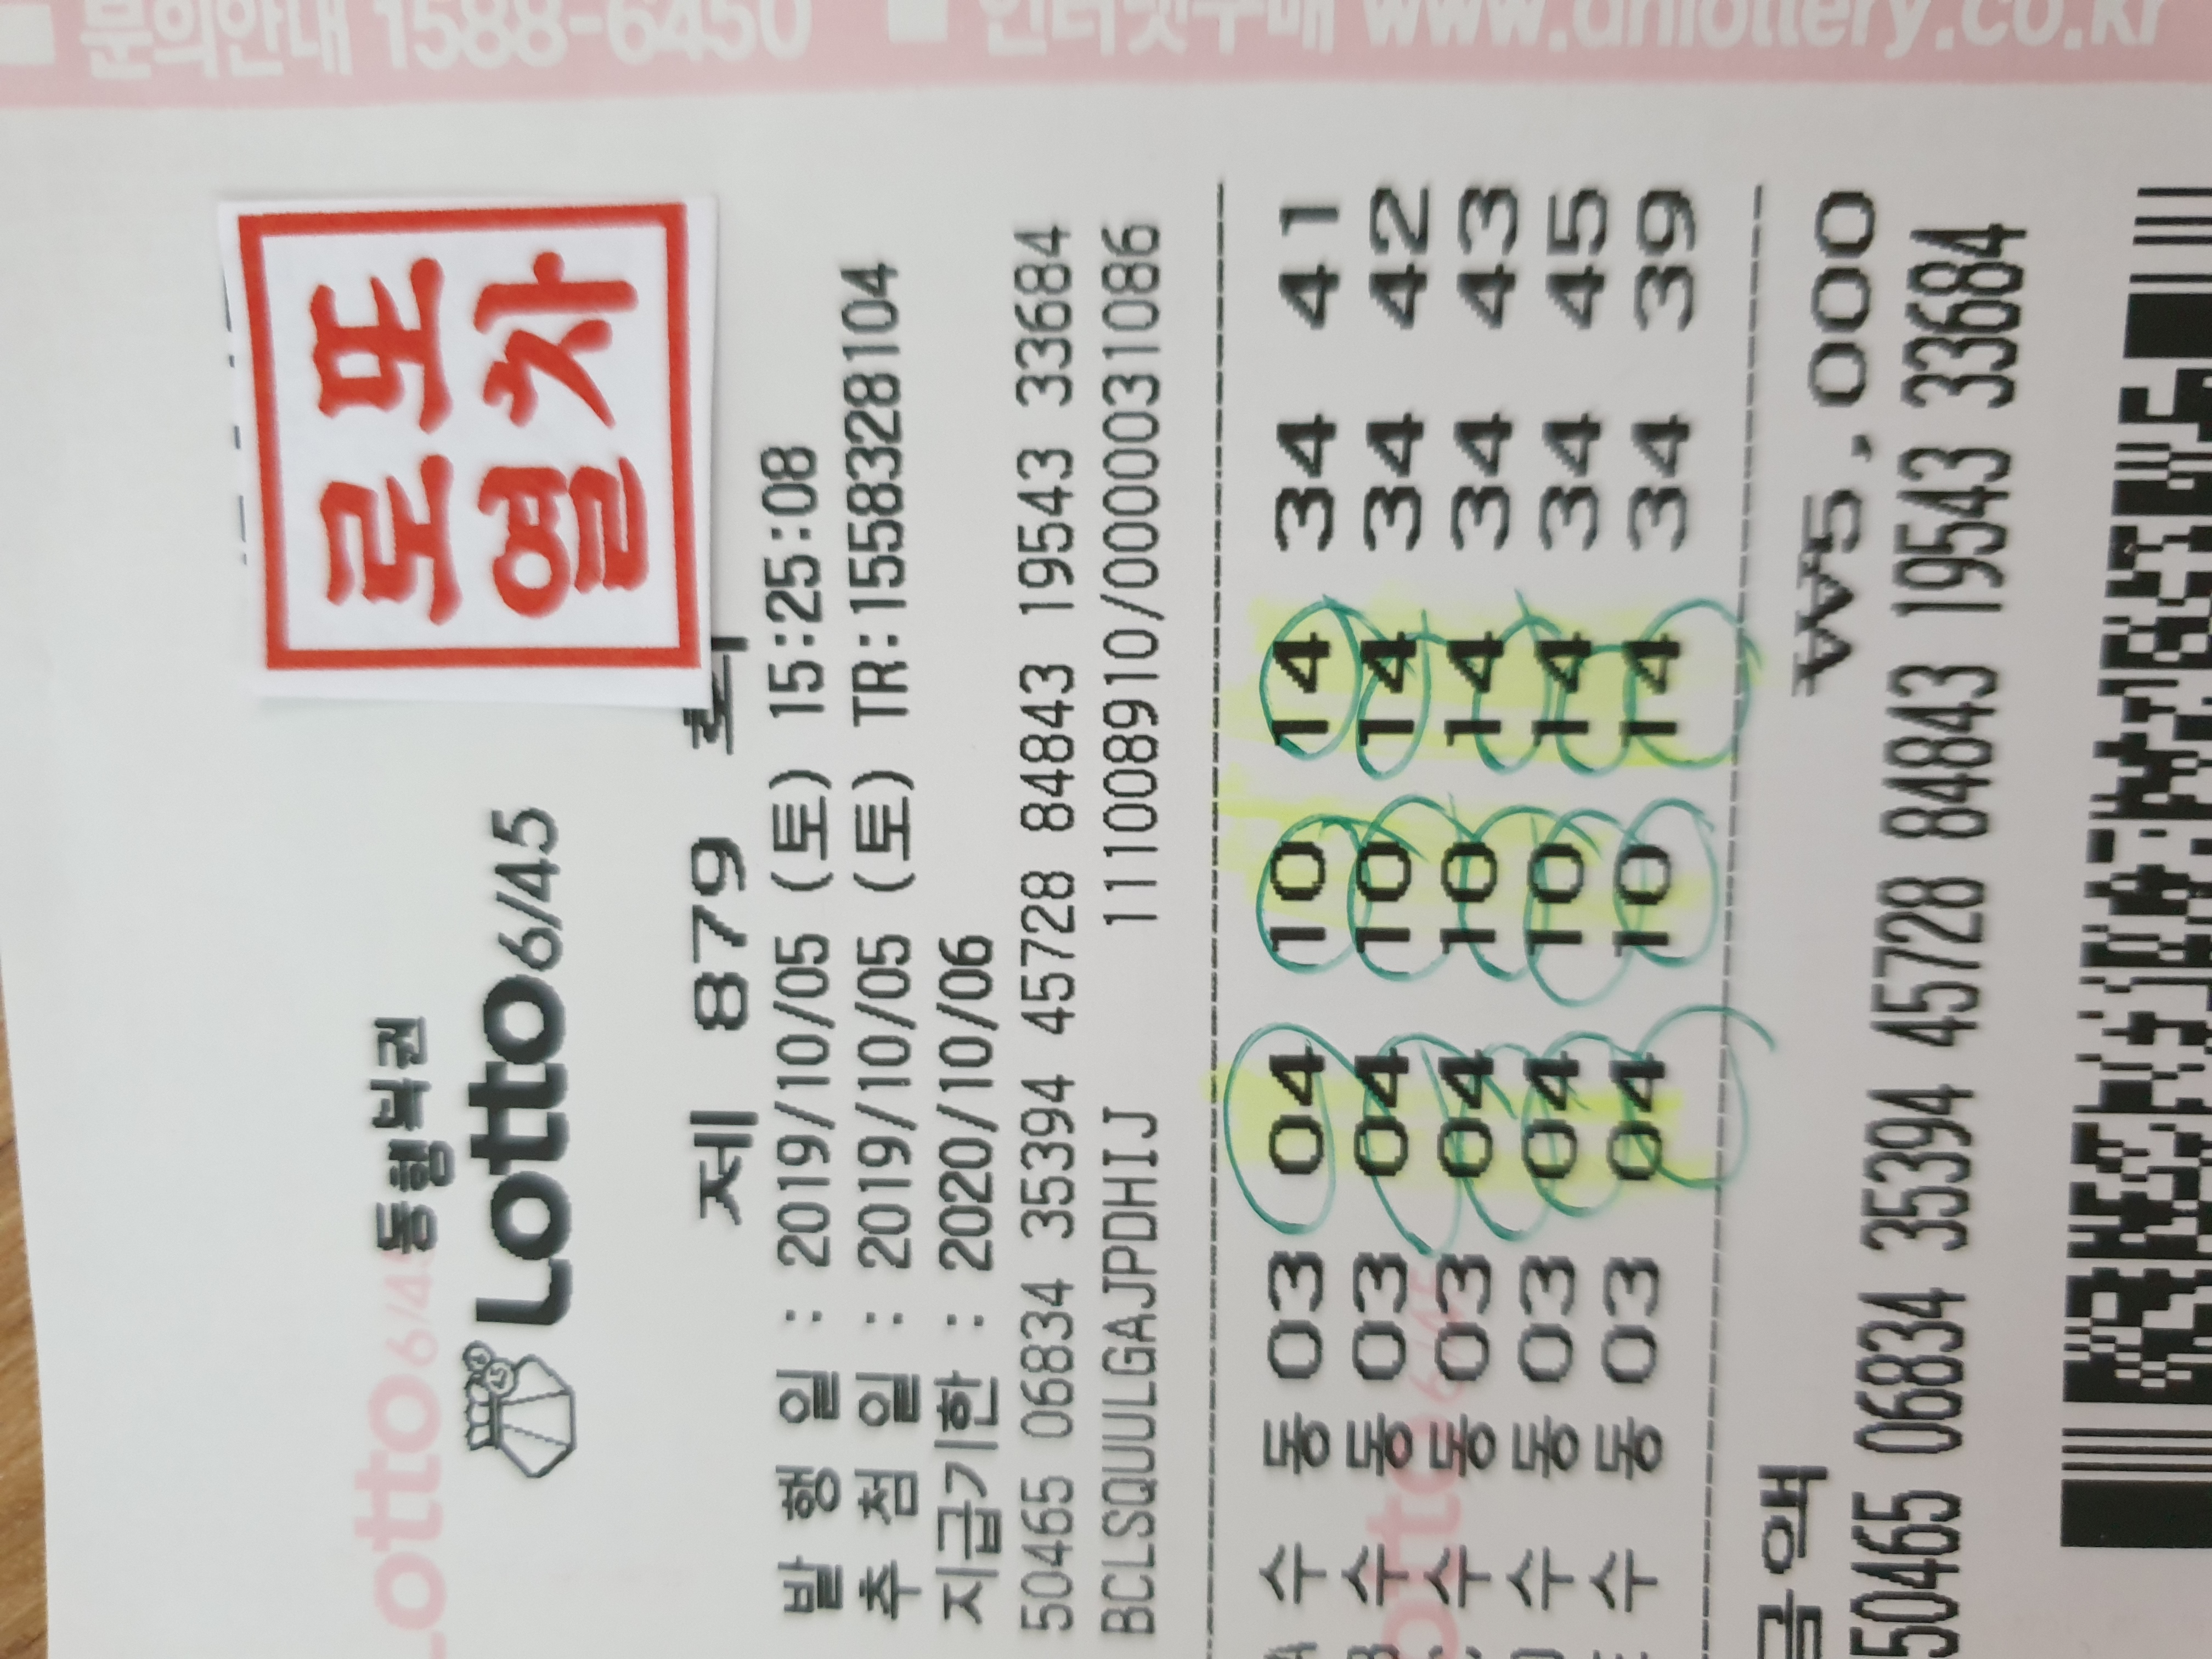 문의안내 1588-6450 ■ 인터넷구매 www.dhlottery.co.kr
로또
열차
동행복권
Lotto6/45
제 879 회
발 행 일 : 2019/10/05 (토) 15:25:08
추 첨 일 : 2019/10/05 (토) TR:1558328104
지급기한 : 2020/10/06
50465 06834 35394 45728 84843 19543 33684
BCLSQUULGAJPDHIJ 111008910/0000031086
A 수 동 03 04 10 14 34 41
B 수 동 03 04 10 14 34 42
수 동 03 04 10 14 34 43
수 동 03 04 10 14 34 45
수 동 03 04 10 14 34 39
금액 ₩5,000
50465 06834 35394 45728 84843 19543 33684